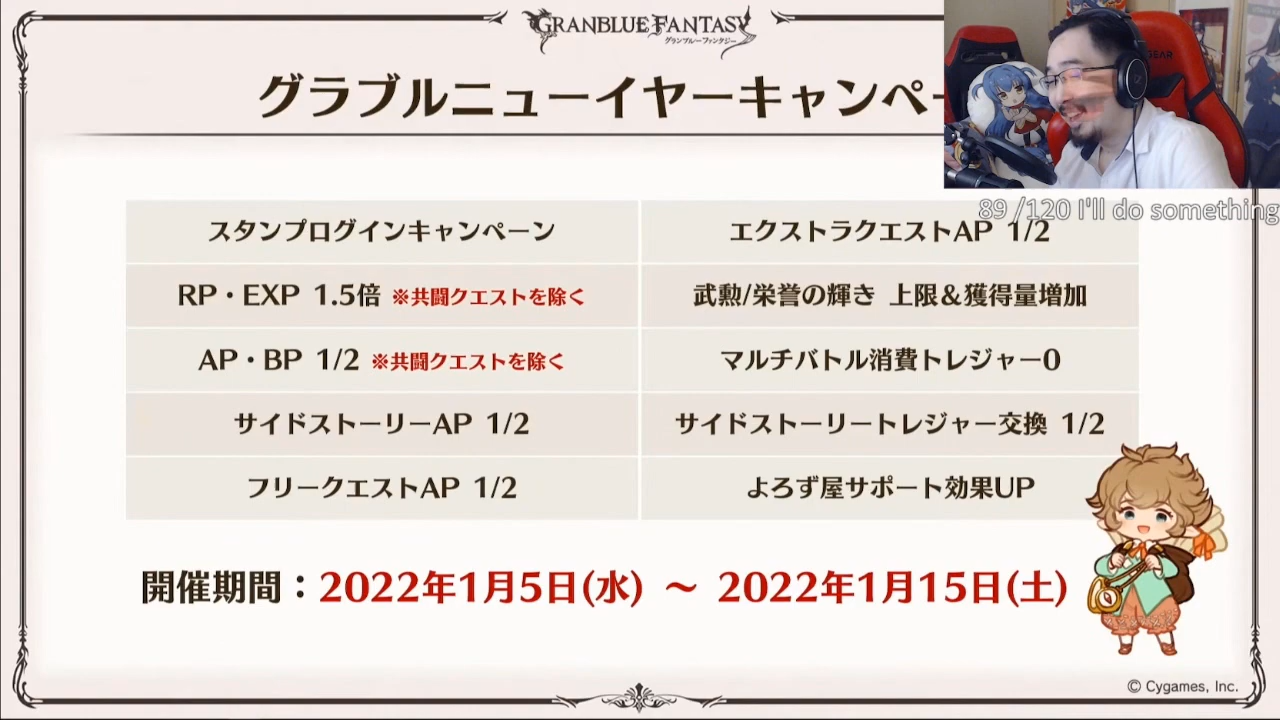 GRANBLUE FANTASY
グランブルーファンタジー
グラブルニューイヤーキャンペー
GEAR
89 /120 I'll do something
スタンプログインキャンペーン
エクストラクエストAP 1/2
RP・EXP 1.5倍 ※共闘クエストを除く
武勲/栄誉の輝き 上限＆獲得量増加
AP・BP 1/2 ※共闘クエストを除く
マルチバトル消費トレジャー0
サイドストーリーAP 1/2
サイドストーリートレジャー交換 1/2
フリークエストAP 1/2
よろず屋サポート効果UP
開催期間：2022年1月5日(水) ～ 2022年1月15日(土)
© Cygames, Inc.